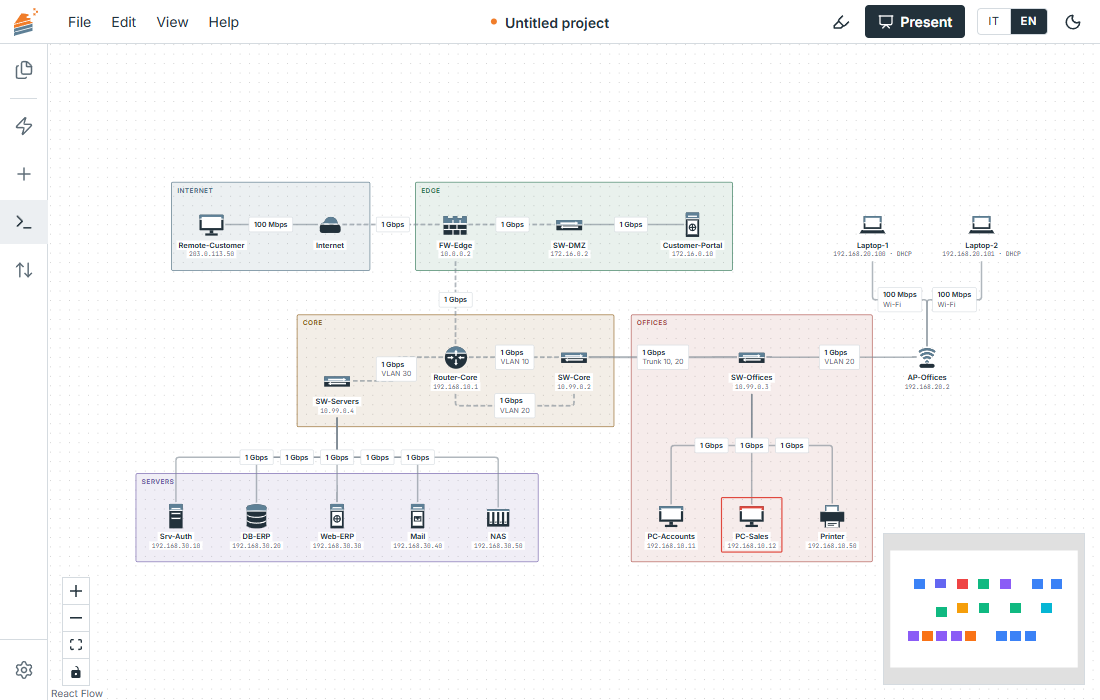 File Edit View Help
Untitled project
Present
IT EN
INTERNET
EDGE
Remote-Customer
203.0.113.50
100 Mbps
Internet
1 Gbps
FW-Edge
10.0.0.2
1 Gbps
SW-DMZ
172.16.0.2
1 Gbps
Customer-Portal
172.16.0.10
Laptop-1
192.168.20.100 · DHCP
Laptop-2
192.168.20.101 · DHCP
1 Gbps
100 Mbps
Wi-Fi
100 Mbps
Wi-Fi
CORE
OFFICES
1 Gbps
VLAN 30
Router-Core
192.168.10.1
1 Gbps
VLAN 10
SW-Core
10.99.0.2
1 Gbps
Trunk 10, 20
SW-Offices
10.99.0.3
1 Gbps
VLAN 20
AP-Offices
192.168.20.2
SW-Servers
10.99.0.4
1 Gbps
VLAN 20
1 Gbps 1 Gbps 1 Gbps
1 Gbps 1 Gbps 1 Gbps 1 Gbps 1 Gbps
SERVERS
Srv-Auth
192.168.30.10
DB-ERP
192.168.30.20
Web-ERP
192.168.30.30
Mail
192.168.30.40
NAS
192.168.30.50
PC-Accounts
192.168.10.11
PC-Sales
192.168.10.12
Printer
192.168.10.50
React Flow